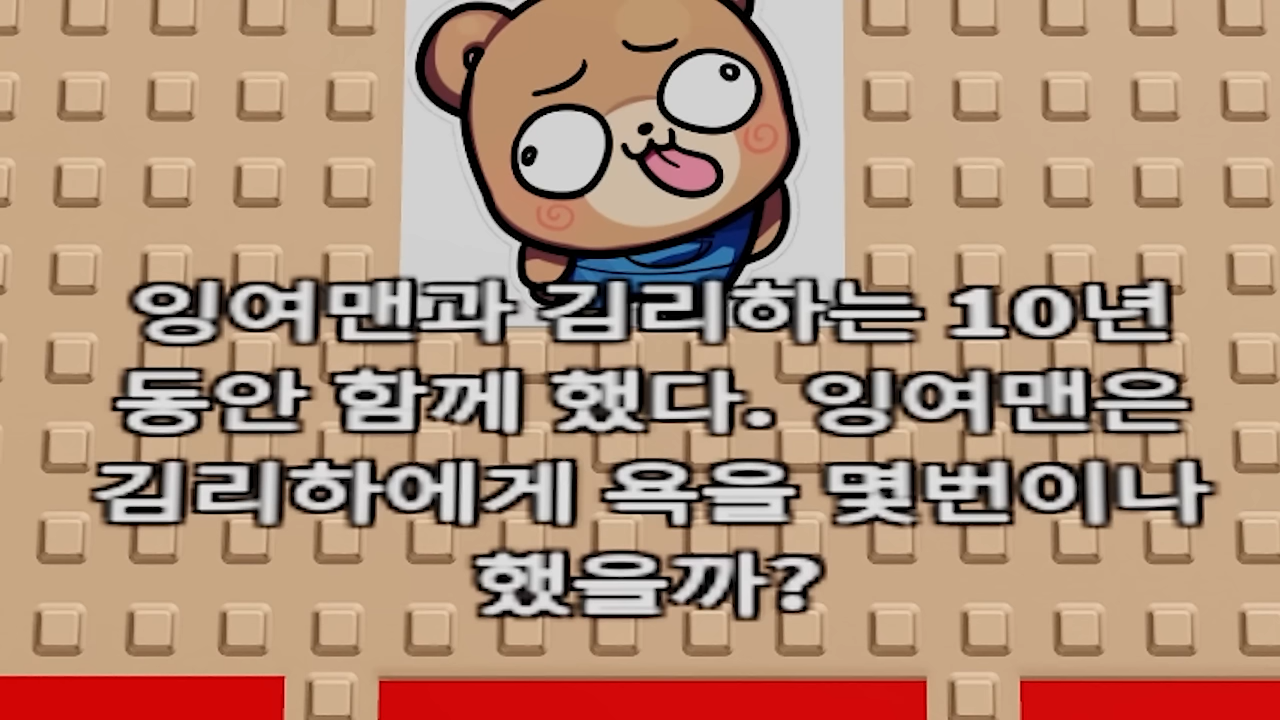 잉여맨과 김리하는 10년
동안 함께 했다. 잉여맨은
김리하에게 욕을 몇번이나
했을까?